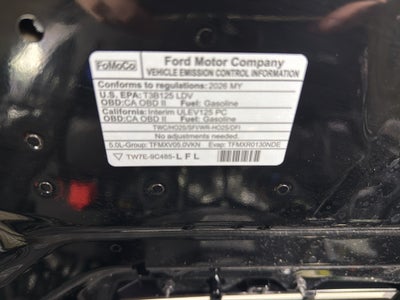 FoMoCo
Ford Motor Company
VEHICLE EMISSION CONTROL INFORMATION
Conforms to regulations: 2026 MY
U.S. EPA: T3B125 LDV
OBD:CA OBD II Fuel: Gasoline
California: Interim ULEV125 PC
OBD:CA OBD II Fuel: Gasoline
TWC/HO2S/SFI/WR-HO2S/DFI
No adjustments needed.
5.0L-Group: TFMXV05.0VKN Evap: TFMXR0130NDE
TW7E-9C485-L F L